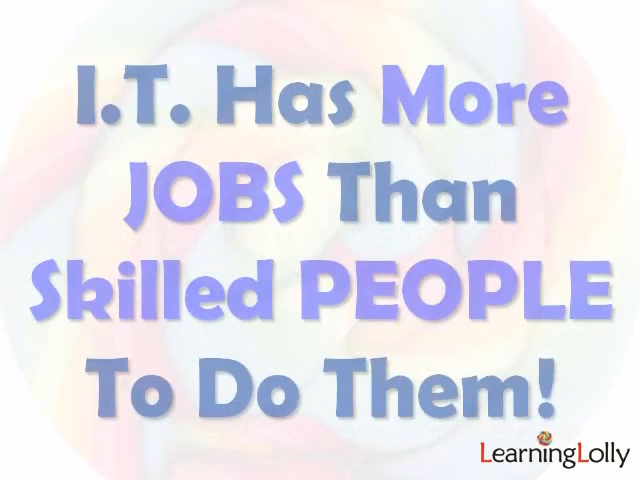 I.T. Has More
JOBS Than
Skilled PEOPLE
To Do Them!
LearningLolly